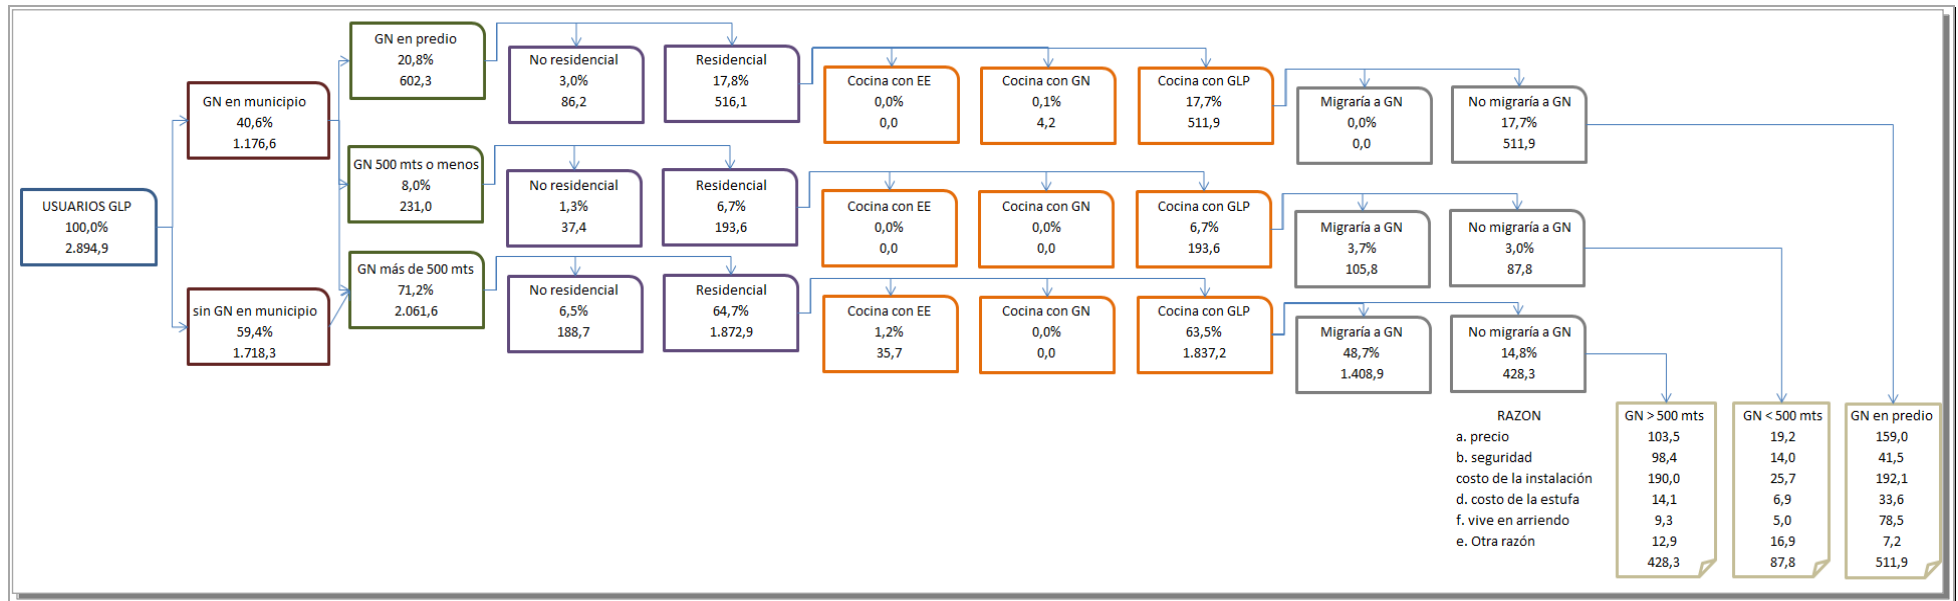 USUARIOS GLP
100,0%
2.894,9
GN en municipio
40,6%
1.176,6
sin GN en municipio
59,4%
1.718,3
GN en predio
20,8%
602,3
GN 500 mts o menos
8,0%
231,0
GN más de 500 mts
71,2%
2.061,6
No residencial
3,0%
86,2
Residencial
17,8%
516,1
Cocina con EE
0,0%
0,0
Cocina con GN
0,1%
4,2
Cocina con GLP
17,7%
511,9
Migraría a GN
0,0%
0,0
No migraría a GN
17,7%
511,9
No residencial
1,3%
37,4
Residencial
6,7%
193,6
Cocina con EE
0,0%
0,0
Cocina con GN
0,0%
0,0
Cocina con GLP
6,7%
193,6
Migraría a GN
3,7%
105,8
No migraría a GN
3,0%
87,8
No residencial
6,5%
188,7
Residencial
64,7%
1.872,9
Cocina con EE
1,2%
35,7
Cocina con GN
0,0%
0,0
Cocina con GLP
63,5%
1.837,2
Migraría a GN
48,7%
1.408,9
No migraría a GN
14,8%
428,3
RAZON GN > 500 mts GN < 500 mts GN en predio
a. precio 103,5 19,2 159,0
b. seguridad 98,4 14,0 41,5
costo de la instalación 190,0 25,7 192,1
d. costo de la estufa 14,1 6,9 33,6
f. vive en arriendo 9,3 5,0 78,5
e. Otra razón 12,9 16,9 7,2
428,3 87,8 511,9